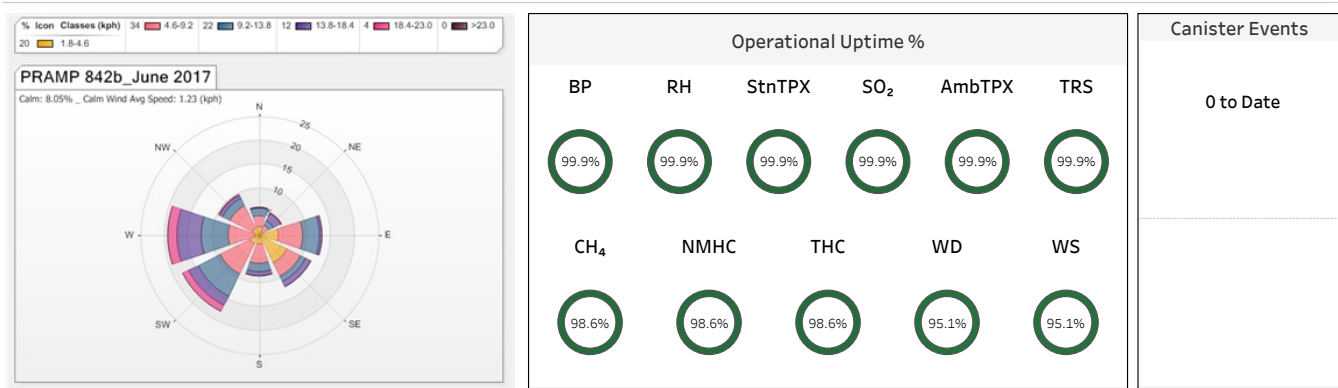 % Icon Classes (kph) 34 4.6-9.2 22 9.2-13.8 12 13.8-18.4 4 18.4-23.0 0 >23.0
20 1.8-4.6
PRAMP 842b_June 2017
Calm: 8.05% _ Calm Wind Avg Speed: 1.23 (kph)
N
25
NW
20
NE
15
10
W
E
SW
SE
S
Operational Uptime %
BP RH StnTPX SO₂ AmbTPX TRS
99.9% 99.9% 99.9% 99.9% 99.9% 99.9%
CH₄ NMHC THC WD WS
98.6% 98.6% 98.6% 95.1% 95.1%
Canister Events
0 to Date